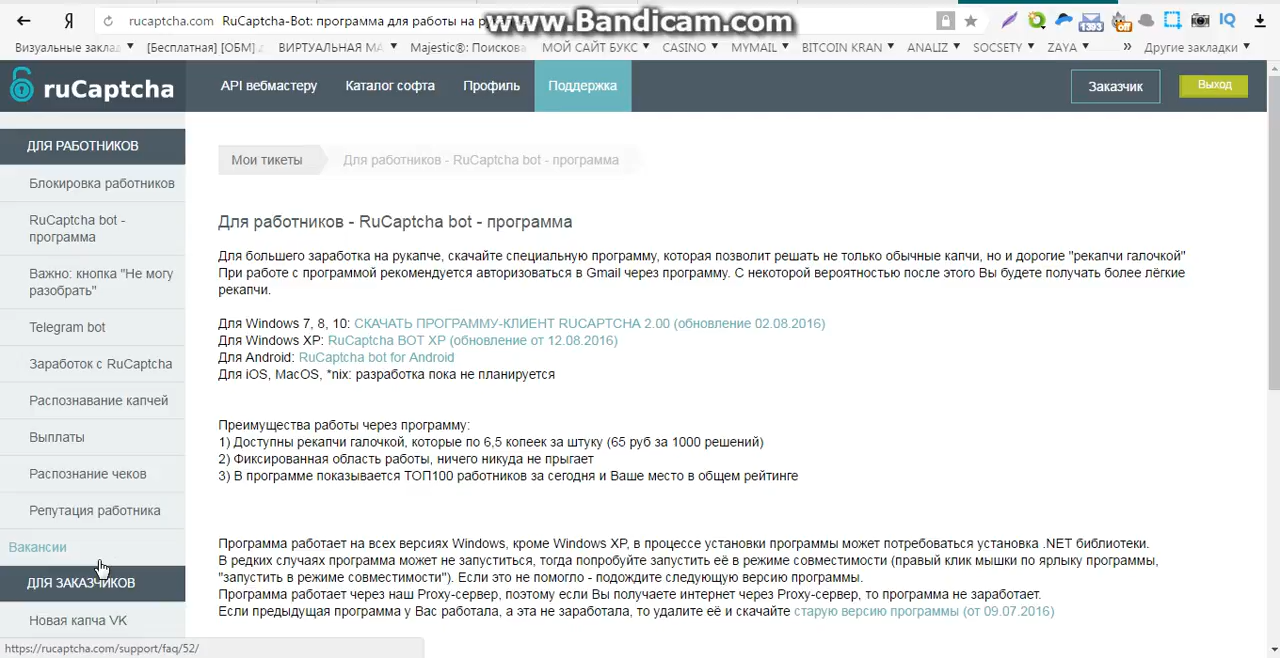 rucaptcha.com RuCaptcha-Bot: программа для работы на р
www.Bandicam.com
1393
Off
IQ
Визуальные заклад
[Бесплатная] [ОБМ]
ВИРТУАЛЬНАЯ МА
Majestic®: Поискова
МОЙ САЙТ БУКС
CASINO
MYMAIL
BITCOIN KRAN
ANALIZ
SOCSETY
ZAYA
» Другие закладки
ruCaptcha
API вебмастеру
Каталог софта
Профиль
Поддержка
Заказчик
Выход
ДЛЯ РАБОТНИКОВ
Блокировка работников
RuCaptcha bot -
программа
Важно: кнопка "Не могу
разобрать"
Telegram bot
Заработок с RuCaptcha
Распознавание капчей
Выплаты
Распознание чеков
Репутация работника
Вакансии
ДЛЯ ЗАКАЗЧИКОВ
Новая капча VK
Мои тикеты
Для работников - RuCaptcha bot - программа
Для работников - RuCaptcha bot - программа
Для большего заработка на рукапче, скачайте специальную программу, которая позволит решать не только обычные капчи, но и дорогие "рекапчи галочкой"
При работе с программой рекомендуется авторизоваться в Gmail через программу. С некоторой вероятностью после этого Вы будете получать более лёгкие
рекапчи.
Для Windows 7, 8, 10: СКАЧАТЬ ПРОГРАММУ-КЛИЕНТ RUCAPTCHA 2.00 (обновление 02.08.2016)
Для Windows XP: RuCaptcha BOT XP (обновление от 12.08.2016)
Для Android: RuCaptcha bot for Android
Для iOS, MacOS, *nix: разработка пока не планируется
Преимущества работы через программу:
1) Доступны рекапчи галочкой, которые по 6,5 копеек за штуку (65 руб за 1000 решений)
2) Фиксированная область работы, ничего никуда не прыгает
3) В программе показывается ТОП100 работников за сегодня и Ваше место в общем рейтинге
Программа работает на всех версиях Windows, кроме Windows XP, в процессе установки программы может потребоваться установка .NET библиотеки.
В редких случаях программа может не запуститься, тогда попробуйте запустить её в режиме совместимости (правый клик мышки по ярлыку программы,
"запустить в режиме совместимости"). Если это не помогло - подождите следующую версию программы.
Программа работает через наш Proxy-сервер, поэтому если Вы получаете интернет через Proxy-сервер, то программа не заработает.
Если предыдущая программа у Вас работала, а эта не заработала, то удалите её и скачайте старую версию программы (от 09.07.2016)
https://rucaptcha.com/support/faq/52/